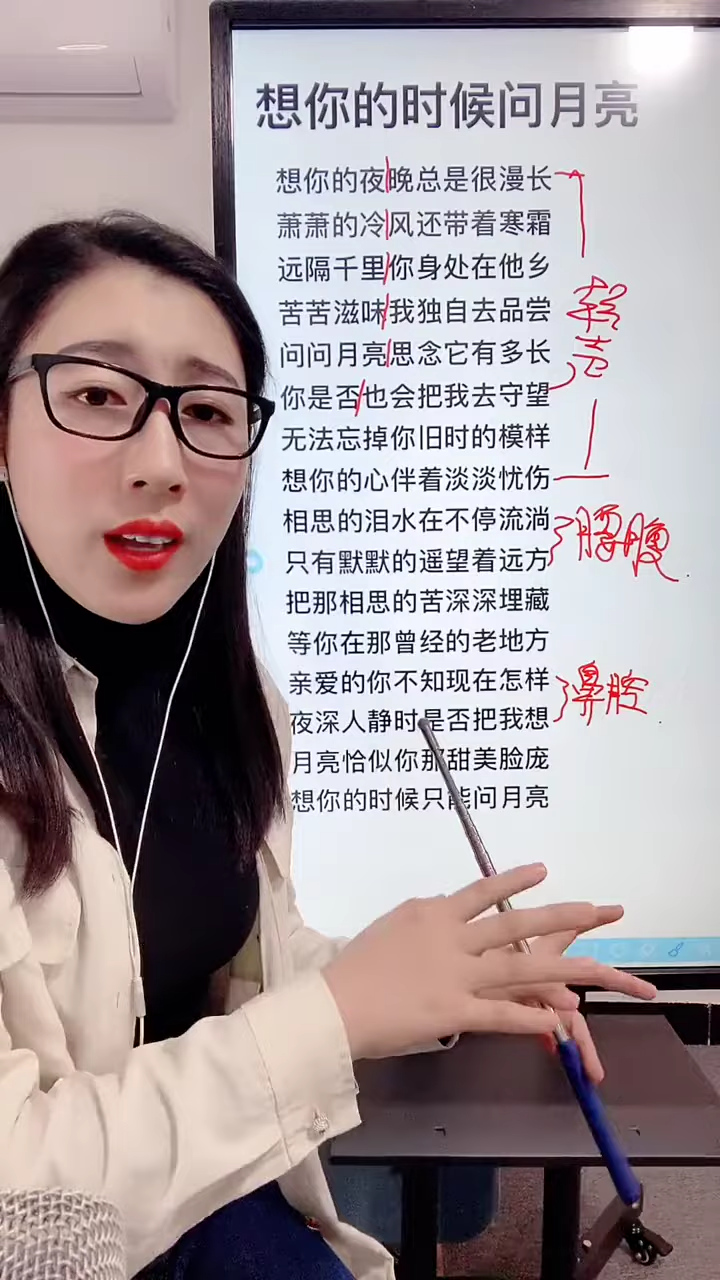 想你的时候问月亮
想你的夜晚总是很漫长
萧萧的冷风还带着寒霜
远隔千里你身处在他乡
苦苦滋味我独自去品尝
问问月亮思念它有多长
你是否也会把我去守望
无法忘掉你旧时的模样
想你的心伴着淡淡忧伤
相思的泪水在不停流淌
只有默默的遥望着远方
把那相思的苦深深埋藏
等你在那曾经的老地方
亲爱的你不知现在怎样
夜深人静时是否把我想
月亮恰似你那甜美脸庞
想你的时候只能问月亮
轻
亮
腰腹
鼻腔